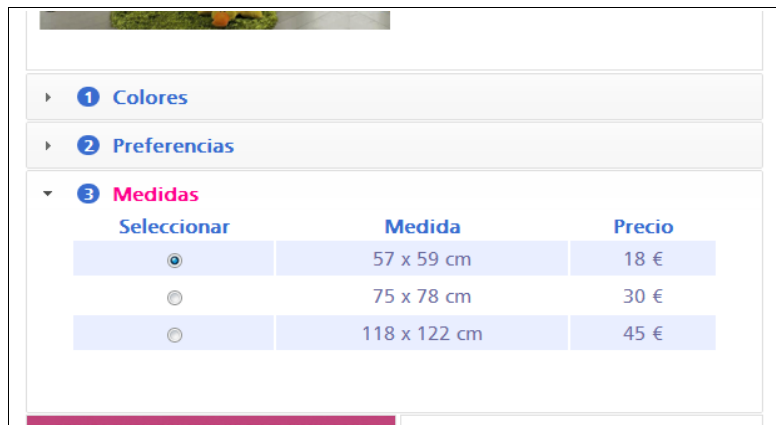 1 Colores
2 Preferencias
3 Medidas
Seleccionar Medida Precio
57 x 59 cm 18 €
75 x 78 cm 30 €
118 x 122 cm 45 €